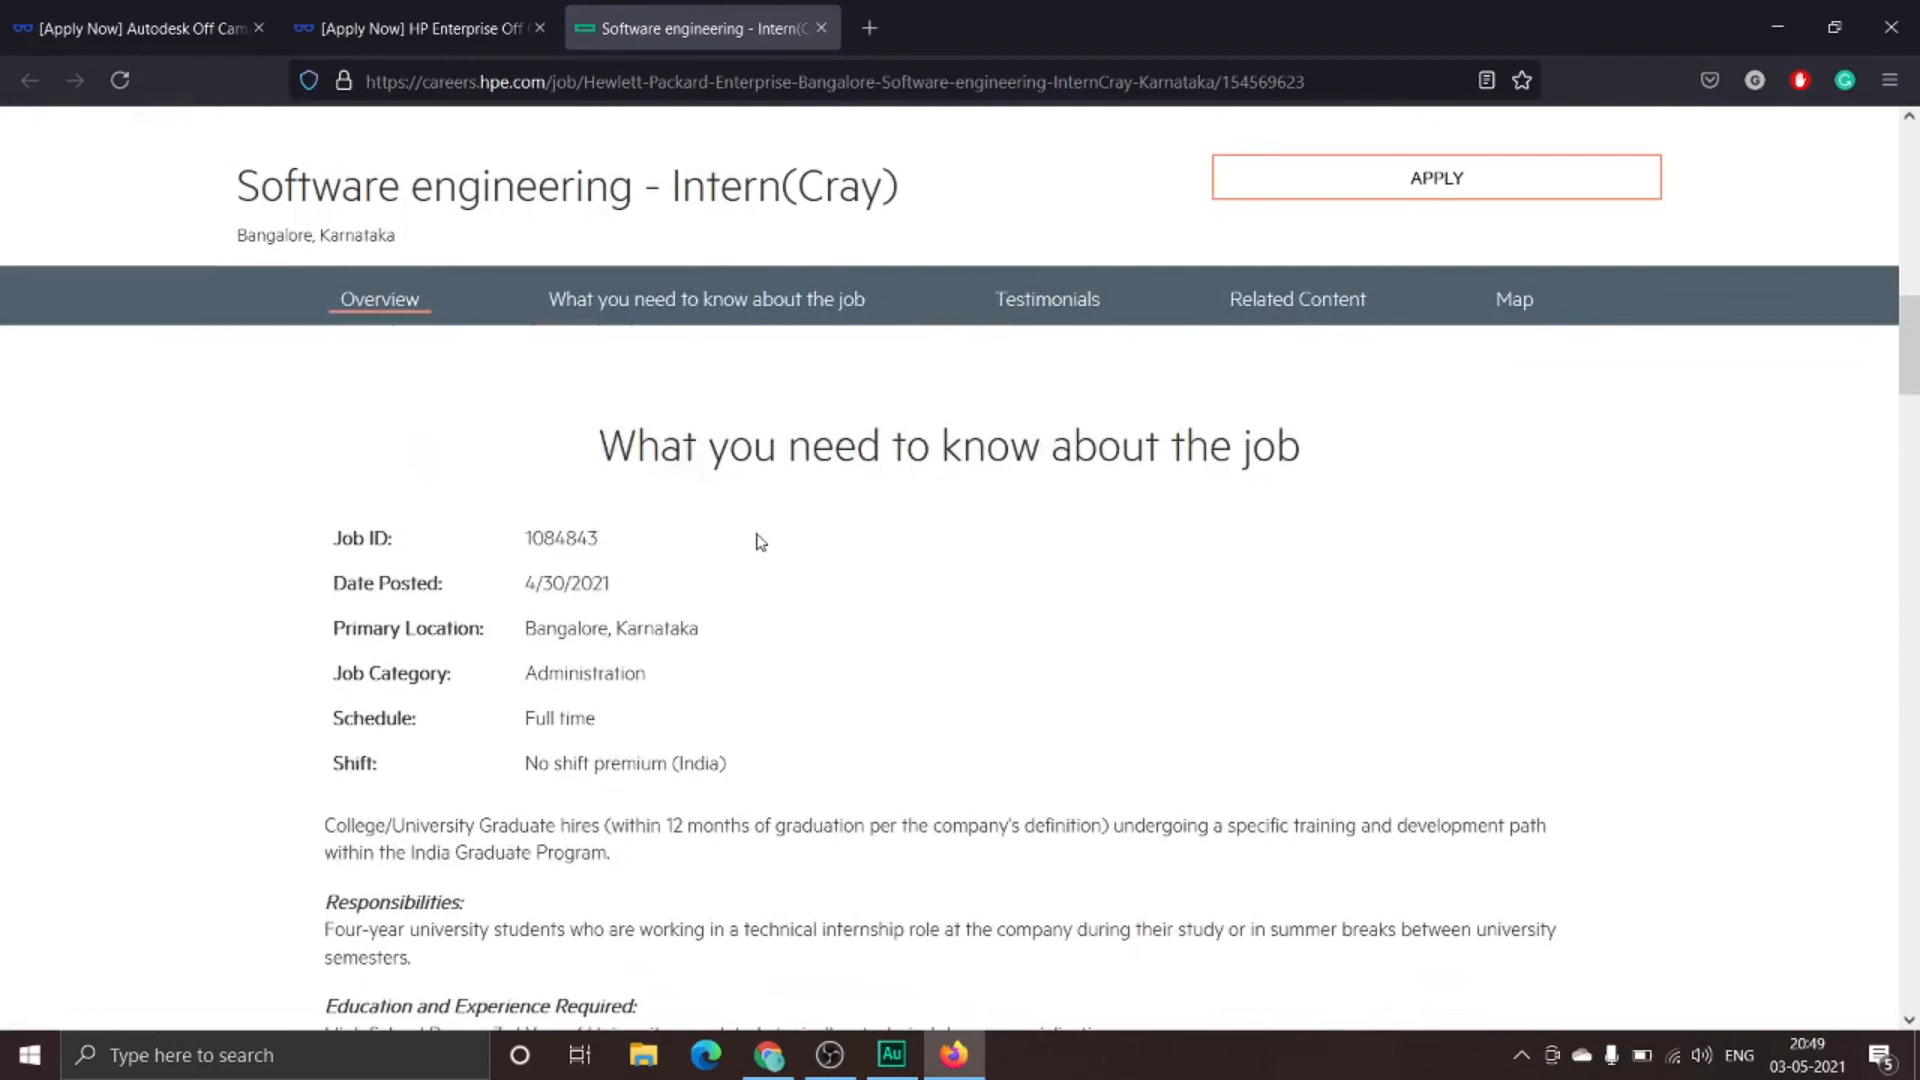 [Apply Now] Autodesk Off Cam
[Apply Now] HP Enterprise Off
Software engineering - Intern(C
https://careers.hpe.com/job/Hewlett-Packard-Enterprise-Bangalore-Software-engineering-InternCray-Karnataka/154569623
Software engineering - Intern(Cray)
APPLY
Bangalore, Karnataka
Overview
What you need to know about the job
Testimonials
Related Content
Map
What you need to know about the job
Job ID: 1084843
Date Posted: 4/30/2021
Primary Location: Bangalore, Karnataka
Job Category: Administration
Schedule: Full time
Shift: No shift premium (India)
College/University Graduate hires (within 12 months of graduation per the company's definition) undergoing a specific training and development path
within the India Graduate Program.
Responsibilities:
Four-year university students who are working in a technical internship role at the company during their study or in summer breaks between university
semesters.
Education and Experience Required:
Type here to search
Au
ENG
20:49
03-05-2021
5